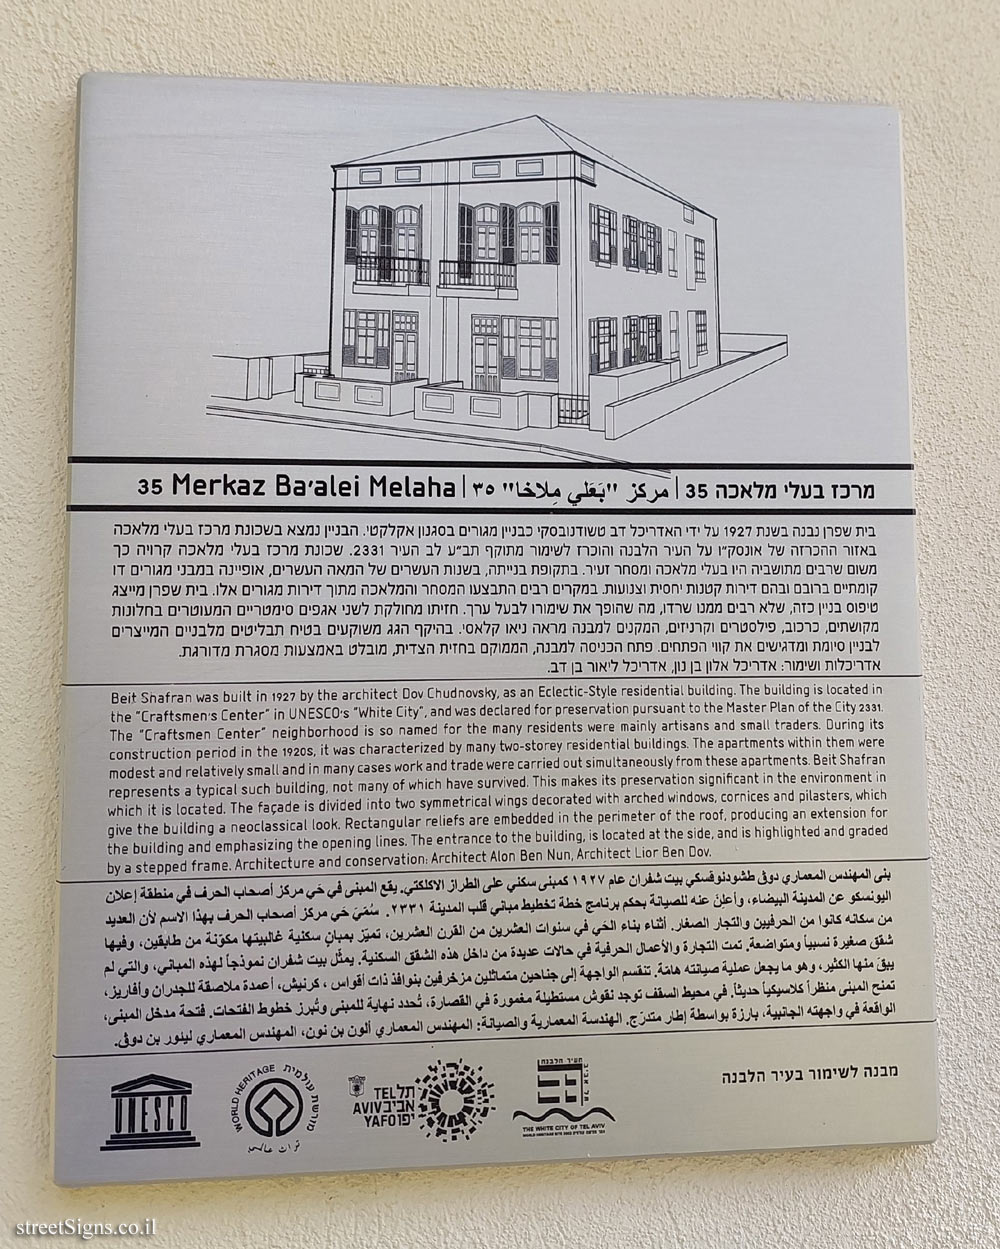 35 Merkaz Ba'alei Melaha | مركز "بَعَلي مِلاخا" ٣٥ | מרכז בעלי מלאכה 35
בית שפרן נבנה בשנת 1927 על ידי האדריכל דב טשודנובסקי כבניין מגורים בסגנון אקלקטי. הבניין נמצא בשכונת מרכז בעלי מלאכה
באזור ההכרזה של אונסק״ו על העיר הלבנה והוכרז לשימור מתוקף תב״ע לב העיר 2331. שכונת מרכז בעלי מלאכה קרויה כך
משום שרבים מתושביה היו בעלי מלאכה ומסחר זעיר. בתקופת בנייתה, בשנות העשרים של המאה העשרים, אופיינה במבני מגורים דו
קומתיים ברובם ובהם דירות קטנות יחסית וצנועות. במקרים רבים התבצעו המסחר והמלאכה מתוך דירות מגורים אלו. בית שפרן מייצג
טיפוס בניין כזה, שלא רבים ממנו שרדו, מה שהופך את שימורו לבעל ערך. חזיתו מחולקת לשני אגפים סימטריים המעוטרים בחלונות
מקושתים, כרכוב, פילסטרים וקרניזים, המקנים למבנה מראה ניאו קלאסי. בהיקף הגג משוקעים בטיח תבליטים מלבניים המייצרים
לבניין סיומת ומדגישים את קווי הפתחים. פתח הכניסה למבנה, הממוקם בחזית הצדית, מובלט באמצעות מסגרת מדורגת.
אדריכלות ושימור: אדריכל אלון בן נון, אדריכל ליאור בן דב.
Beit Shafran was built in 1927 by the architect Dov Chudnovsky, as an Eclectic-Style residential building. The building is located in
the "Craftsmen's Center" in UNESCO's "White City", and was declared for preservation pursuant to the Master Plan of the City 2331.
The "Craftsmen Center" neighborhood is so named for the many residents were mainly artisans and small traders. During its
construction period in the 1920s, it was characterized by many two-storey residential buildings. The apartments within them were
modest and relatively small and in many cases work and trade were carried out simultaneously from these apartments. Beit Shafran
represents a typical such building, not many of which have survived. This makes its preservation significant in the environment in
which it is located. The façade is divided into two symmetrical wings decorated with arched windows, cornices and pilasters, which
give the building a neoclassical look. Rectangular reliefs are embedded in the perimeter of the roof, producing an extension for
the building and emphasizing the opening lines. The entrance to the building, is located at the side, and is highlighted and graded
by a stepped frame. Architecture and conservation: Architect Alon Ben Nun, Architect Lior Ben Dov.
بنى المهندس المعماري دوڤ طشودنوفسكي بيت شفران عام ١٩٢٧ كمبنى سكني على الطراز الاكلكتي. يقع المبنى في حَي مركز أصحاب الحرف في منطقة إعلان
اليونسكو عن المدينة البيضاء، وأعلنَ عنه للصيانة بحكم برنامج خطة تخطيط مباني قلب المدينة ٢٣٣١. سُمّيَ حَي مركز أصحاب الحرف بهذا الاسم لأن العديد
من سكانه كانوا من الحرفيين والتجار الصغار. أثناء بناء الحَي في سنوات العشرين من القرن العشرين، تميّز بمبانٍ سكنية غالبيتها مكوّنة من طابقين، وفيها
شقق صغيرة نسبياً ومتواضعة. تمت التجارة والأعمال الحرفية في حالات عديدة من داخل هذه الشقق السكنية. يمثّل بيت شفران نموذجاً لهذه المباني، والتي لم
يبقَ منها الكثير، وهو ما يجعل عملية صيانته هامّة. تنقسم الواجهة إلى جناحين متماثلين مزخرفين بنوافذ ذات أقواس، كرنيش، أعمدة ملاصقة للجدران وأفاريز،
تمنح المبنى منظراً كلاسيكياً حديثاً. في محيط السقف توجد نقوش مستطيلة مغمورة في القصارة، تُحدد نهاية للمبنى وتُبرز خطوط الفتحات. فتحة مدخل المبنى،
الواقعة في واجهته الجانبية، بارزة بواسطة إطار متدرّج. الهندسة المعمارية والصيانة: المهندس المعماري ألون بن نون، المهندس المعماري ليئور بن دوڤ.
מבנה לשימור בעיר הלבנה
UNESCO
WORLD HERITAGE
מורשת עולמית
TEL תל
AVIV אביב
YAFO יפו
העיר הלבנה
תל אביב
THE WHITE CITY OF TEL AVIV
streetSigns.co.il